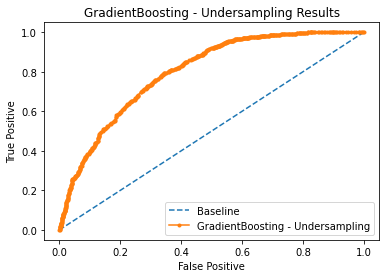 GradientBoosting - Undersampling Results
True Positive
1.0
0.8
0.6
0.4
0.2
0.0
Baseline
GradientBoosting - Undersampling
0.0 0.2 0.4 0.6 0.8 1.0
False Positive